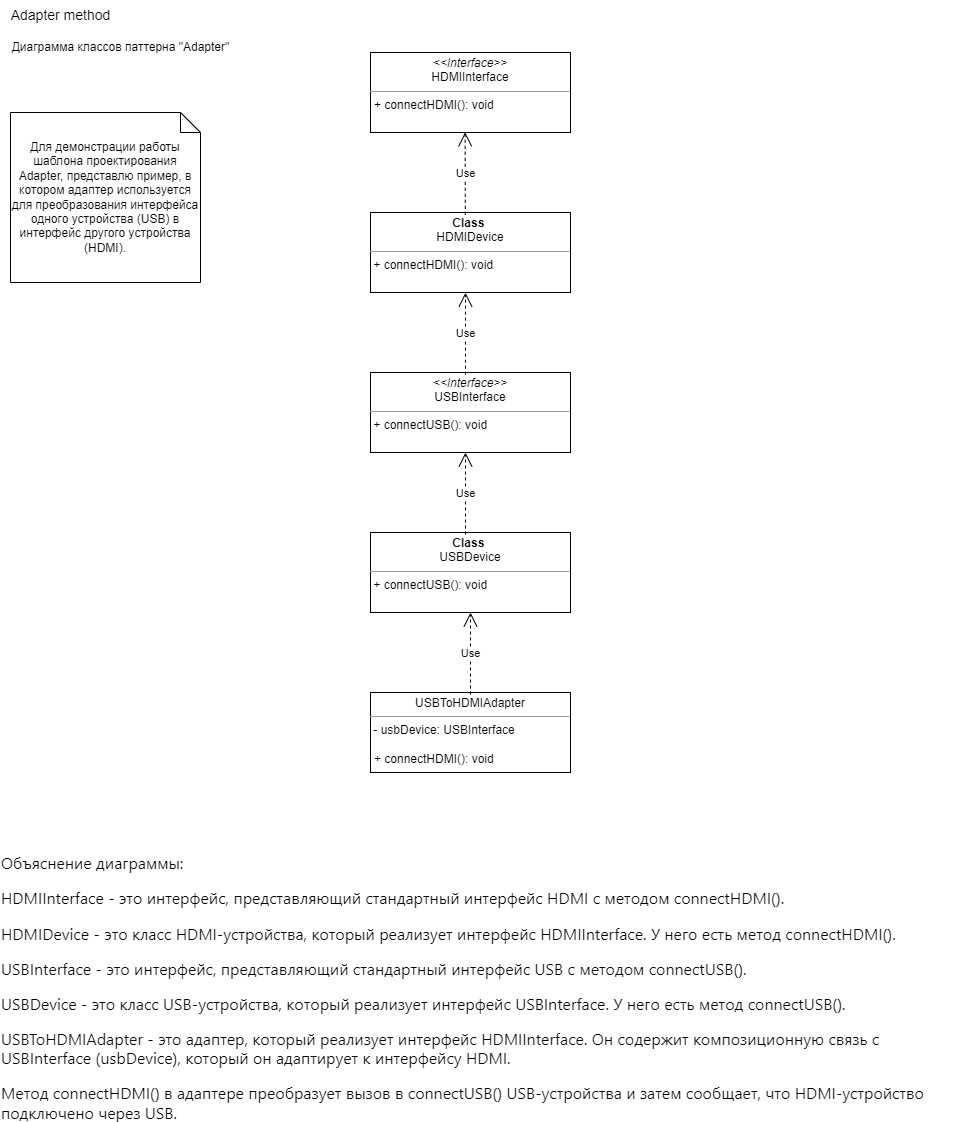 Adapter method
Диаграмма классов паттерна "Adapter"
Для демонстрации работы
шаблона проектирования
Adapter, представлю пример, в
котором адаптер используется
для преобразования интерфейса
одного устройства (USB) в
интерфейс другого устройства
(HDMI).
<<Interface>>
HDMIInterface
+ connectHDMI(): void
Use
Class
HDMIDevice
+ connectHDMI(): void
Use
<<Interface>>
USBInterface
+ connectUSB(): void
Use
Class
USBDevice
+ connectUSB(): void
Use
USBToHDMIAdapter
- usbDevice: USBInterface
+ connectHDMI(): void
Объяснение диаграммы:
HDMIInterface - это интерфейс, представляющий стандартный интерфейс HDMI с методом connectHDMI().
HDMIDevice - это класс HDMI-устройства, который реализует интерфейс HDMIInterface. У него есть метод connectHDMI().
USBInterface - это интерфейс, представляющий стандартный интерфейс USB с методом connectUSB().
USBDevice - это класс USB-устройства, который реализует интерфейс USBInterface. У него есть метод connectUSB().
USBToHDMIAdapter - это адаптер, который реализует интерфейс HDMIInterface. Он содержит композиционную связь с
USBInterface (usbDevice), который он адаптирует к интерфейсу HDMI.
Метод connectHDMI() в адаптере преобразует вызов в connectUSB() USB-устройства и затем сообщает, что HDMI-устройство
подключено через USB.